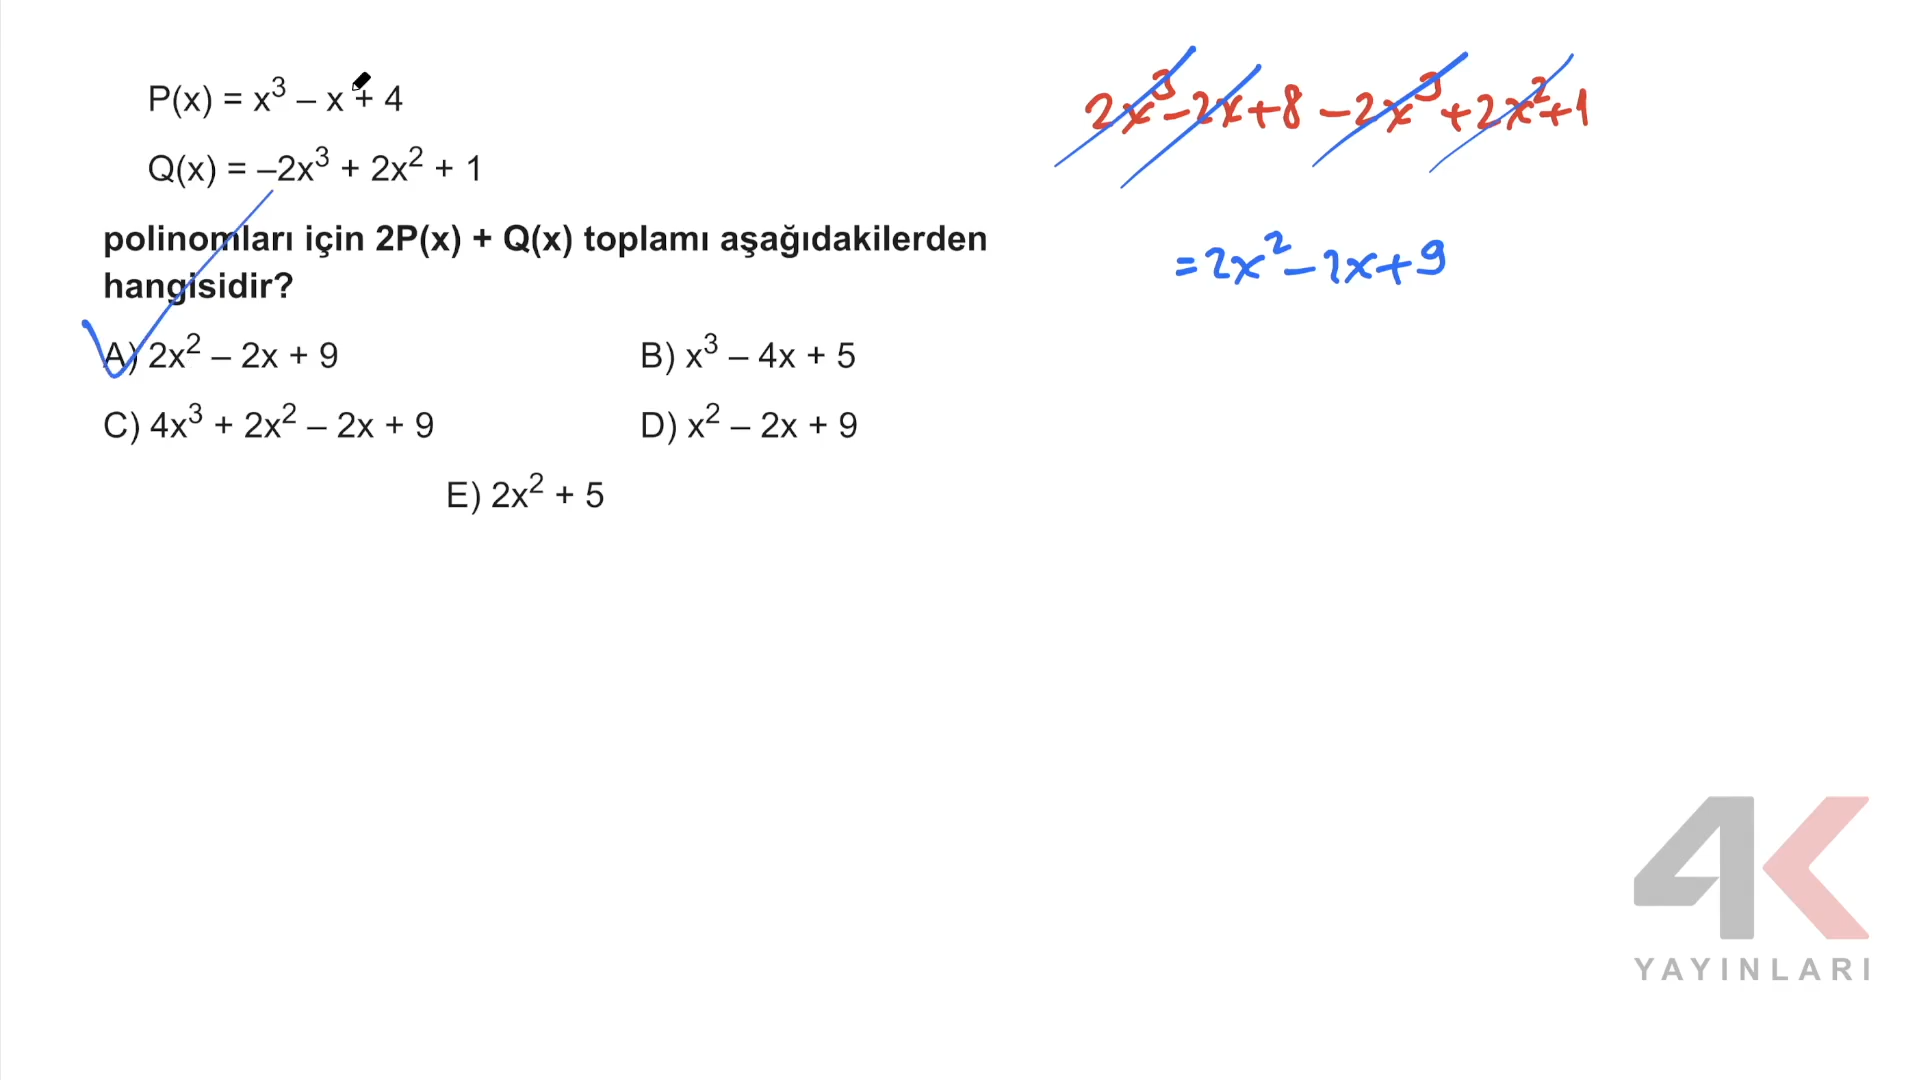 P(x) = x³ – x + 4
Q(x) = –2x³ + 2x² + 1
polinomları için 2P(x) + Q(x) toplamı aşağıdakilerden
hangisidir?
A) 2x² – 2x + 9
B) x³ – 4x + 5
C) 4x³ + 2x² – 2x + 9
D) x² – 2x + 9
E) 2x² + 5
2x³ – 2x + 8 – 2x³ + 2x² + 1
= 2x² – 2x + 9
4K
YAYINLARI